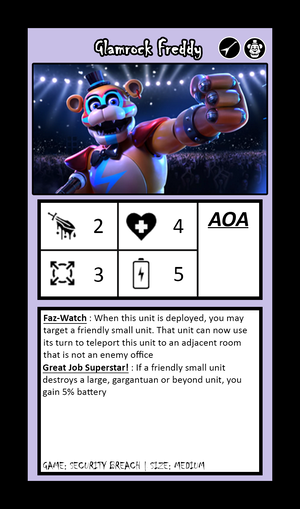 Glamrock Freddy
2
4
AOA
3
5
Faz-Watch : When this unit is deployed, you may
target a friendly small unit. That unit can now use
its turn to teleport this unit to an adjacent room
that is not an enemy office
Great Job Superstar! : If a friendly small unit
destroys a large, gargantuan or beyond unit, you
gain 5% battery
GAME: SECURITY BREACH | SIZE: MEDIUM